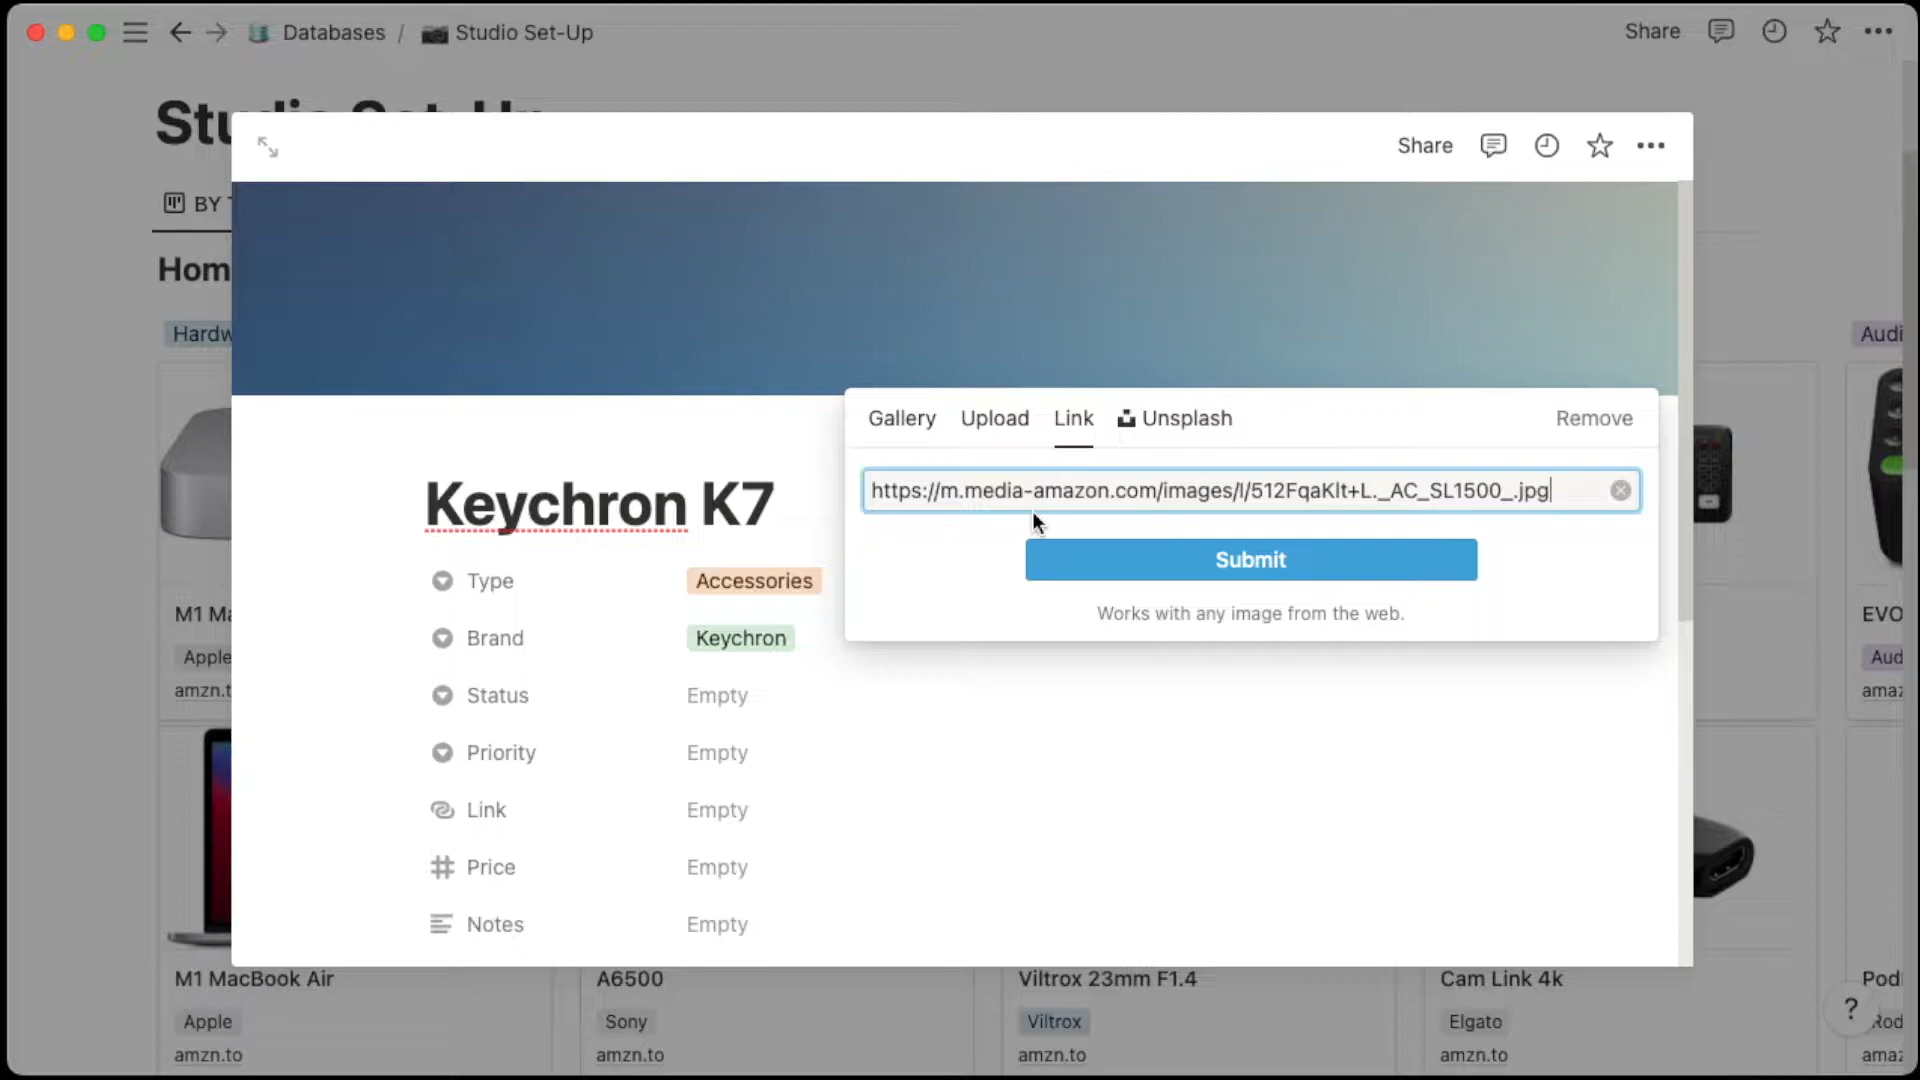 Databases / Studio Set-Up
Share
Studio Set-Up
Share
BY
Hom
Hardw
Audi
Gallery Upload Link Unsplash Remove
https://m.media-amazon.com/images/I/512FqaKlt+L._AC_SL1500_.jpg
Submit
Works with any image from the web.
Keychron K7
Type Accessories
Brand Keychron
Status Empty
Priority Empty
Link Empty
Price Empty
Notes Empty
M1 Ma
Apple
amzn.t
EVO
Aud
amaz
M1 MacBook Air
Apple
amzn.to
A6500
Sony
amzn.to
Viltrox 23mm F1.4
Viltrox
amzn.to
Cam Link 4k
Elgato
amzn.to
Pod
Rod
amaz
?